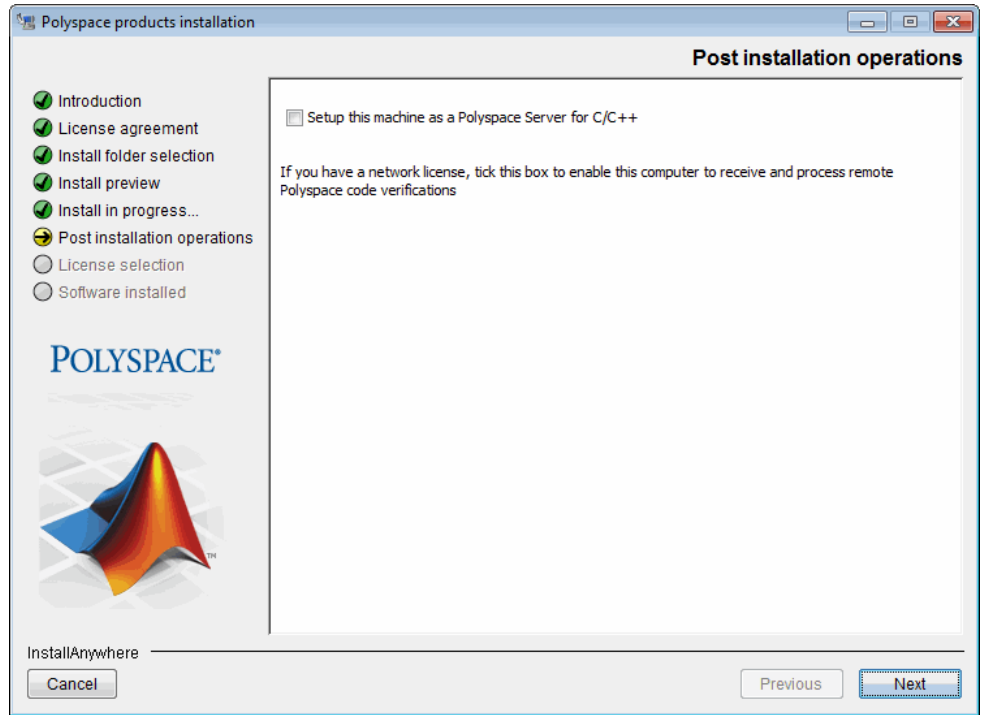 Polyspace products installation
Post installation operations
Introduction
License agreement
Install folder selection
Install preview
Install in progress...
Post installation operations
License selection
Software installed
POLYSPACE®
TM
Setup this machine as a Polyspace Server for C/C++
If you have a network license, tick this box to enable this computer to receive and process remote
Polyspace code verifications
InstallAnywhere
Cancel
Previous
Next